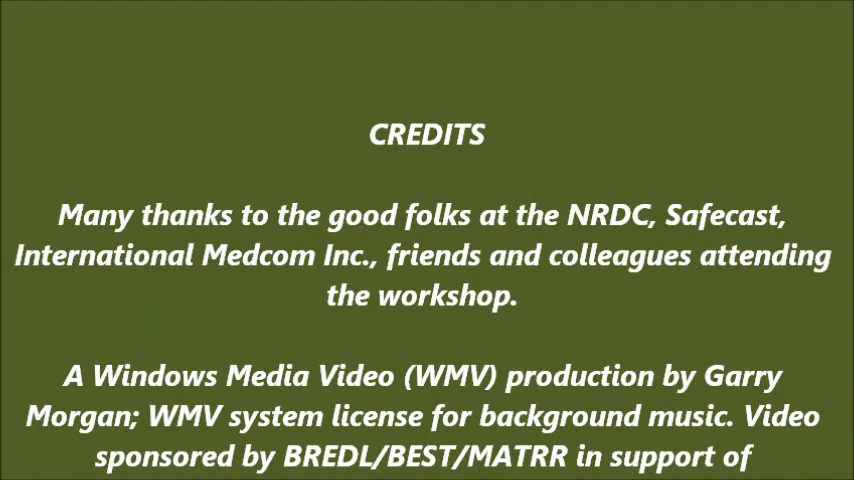 CREDITS
Many thanks to the good folks at the NRDC, Safecast,
International Medcom Inc., friends and colleagues attending
the workshop.
A Windows Media Video (WMV) production by Garry
Morgan; WMV system license for background music. Video
sponsored by BREDL/BEST/MATRR in support of